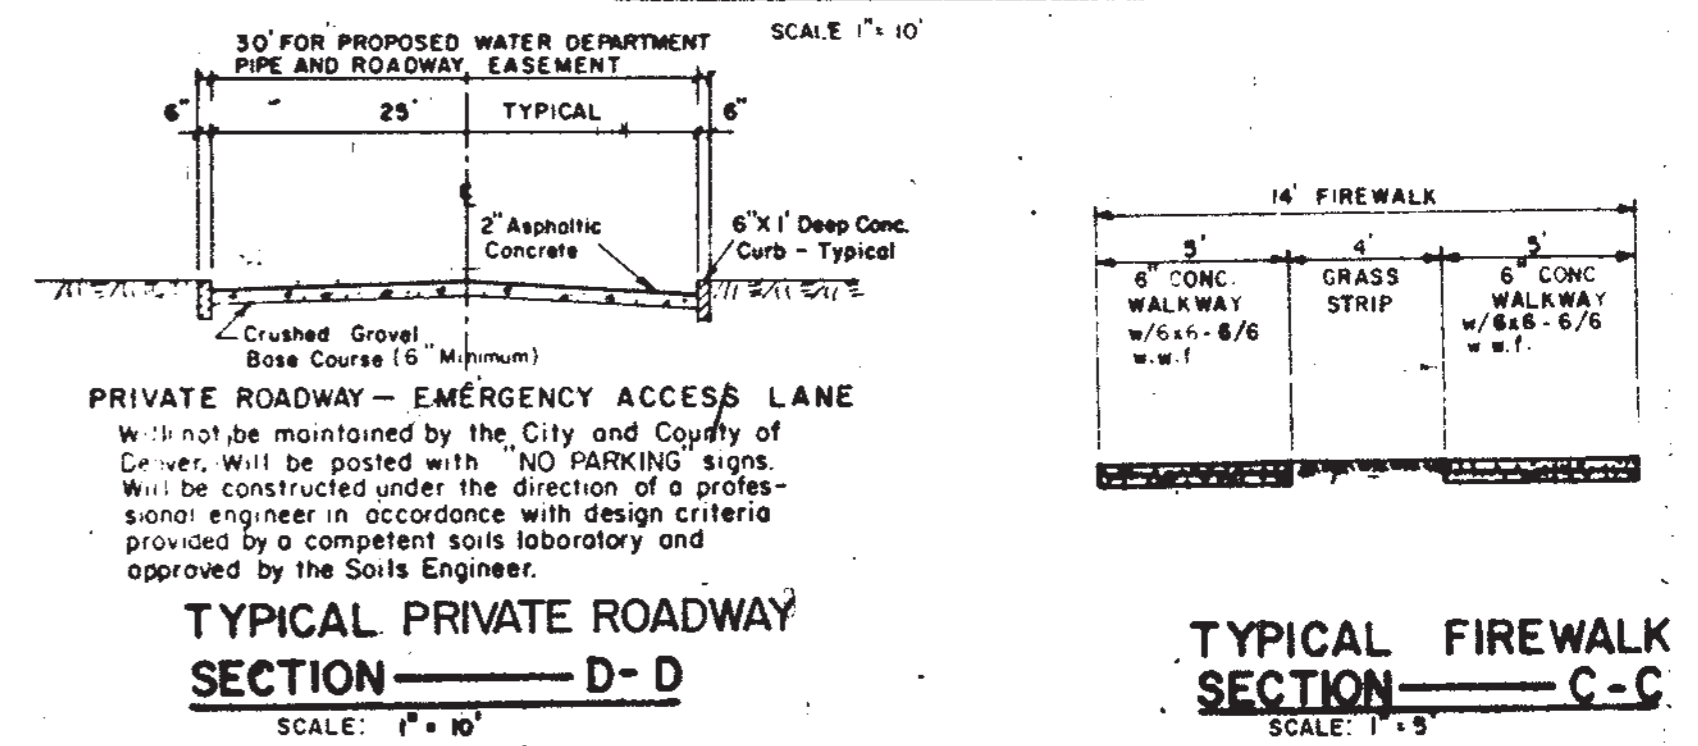 SCALE 1"= 10'
30' FOR PROPOSED WATER DEPARTMENT
PIPE AND ROADWAY EASEMENT
6" 25' TYPICAL 6"
℄
2" Asphaltic
Concrete
6"X 1' Deep Conc.
Curb - Typical
Crushed Gravel
Base Course (6" Minimum)
PRIVATE ROADWAY — EMERGENCY ACCESS LANE
Will not be maintained by the City and County of
Denver. Will be posted with "NO PARKING" signs.
Will be constructed under the direction of a profes-
sional engineer in accordance with design criteria
provided by a competent soils laboratory and
approved by the Soils Engineer.
TYPICAL PRIVATE ROADWAY
SECTION —— D-D
SCALE: 1" = 10'
14' FIREWALK
5' 4' 5'
6" CONC.
WALKWAY
w/6x6-6/6
w.w.f
GRASS
STRIP
6" CONC
WALKWAY
w/6x6-6/6
w w.f.
TYPICAL FIREWALK
SECTION —— C-C
SCALE: 1" = 5'